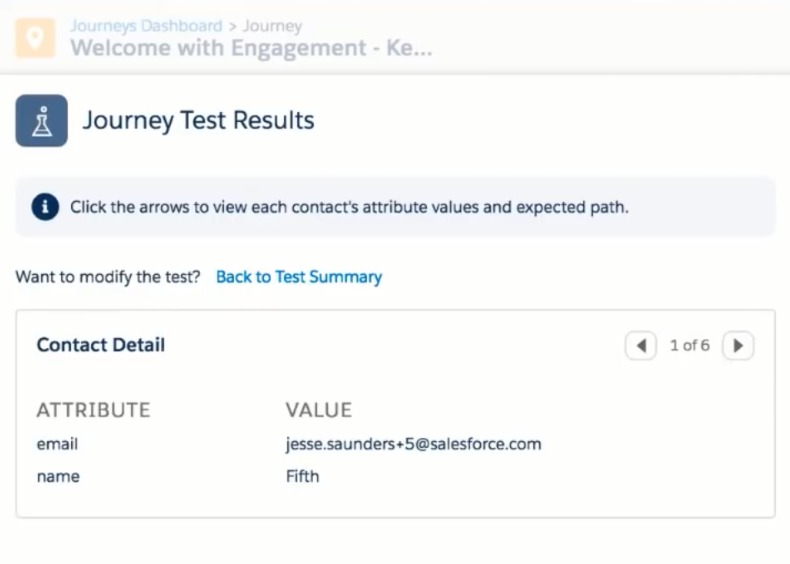 Journeys Dashboard > Journey
Welcome with Engagement - Ke...
Journey Test Results
Click the arrows to view each contact's attribute values and expected path.
Want to modify the test? Back to Test Summary
Contact Detail 1 of 6
ATTRIBUTE VALUE
email jesse.saunders+5@salesforce.com
name Fifth